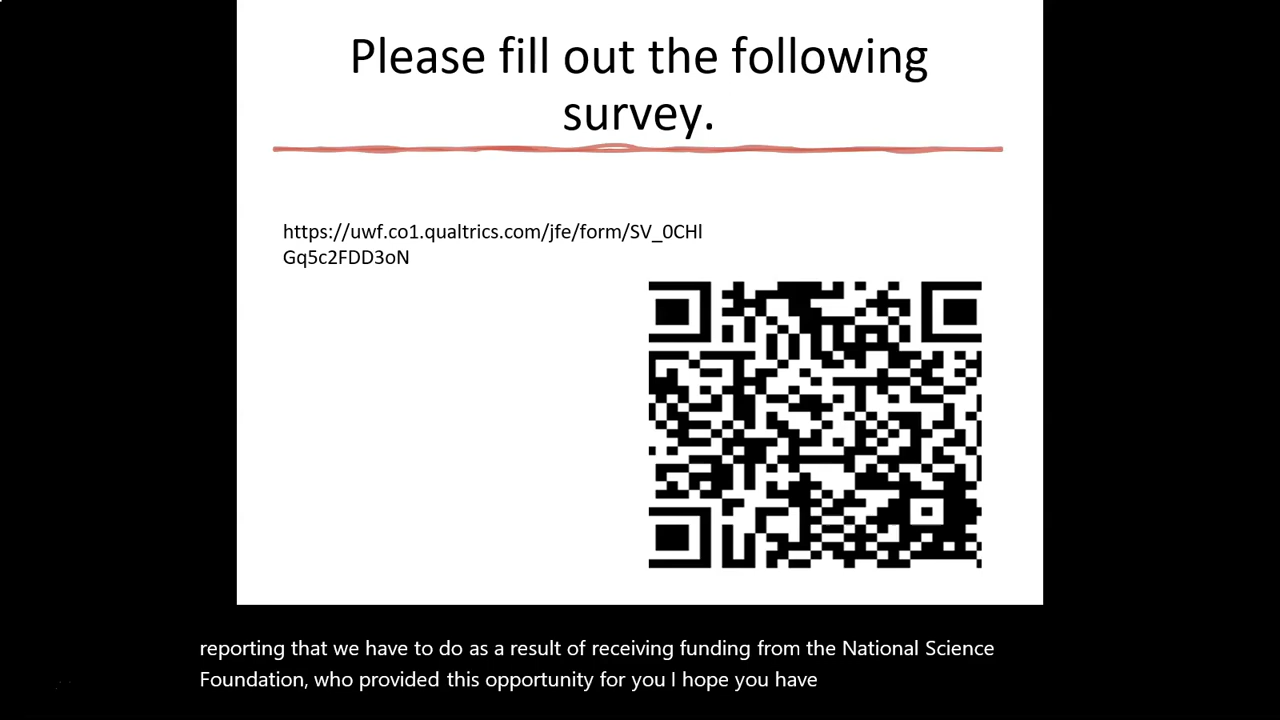 Please fill out the following
survey.
https://uwf.co1.qualtrics.com/jfe/form/SV_0CHl
Gq5c2FDD3oN
reporting that we have to do as a result of receiving funding from the National Science
Foundation, who provided this opportunity for you I hope you have